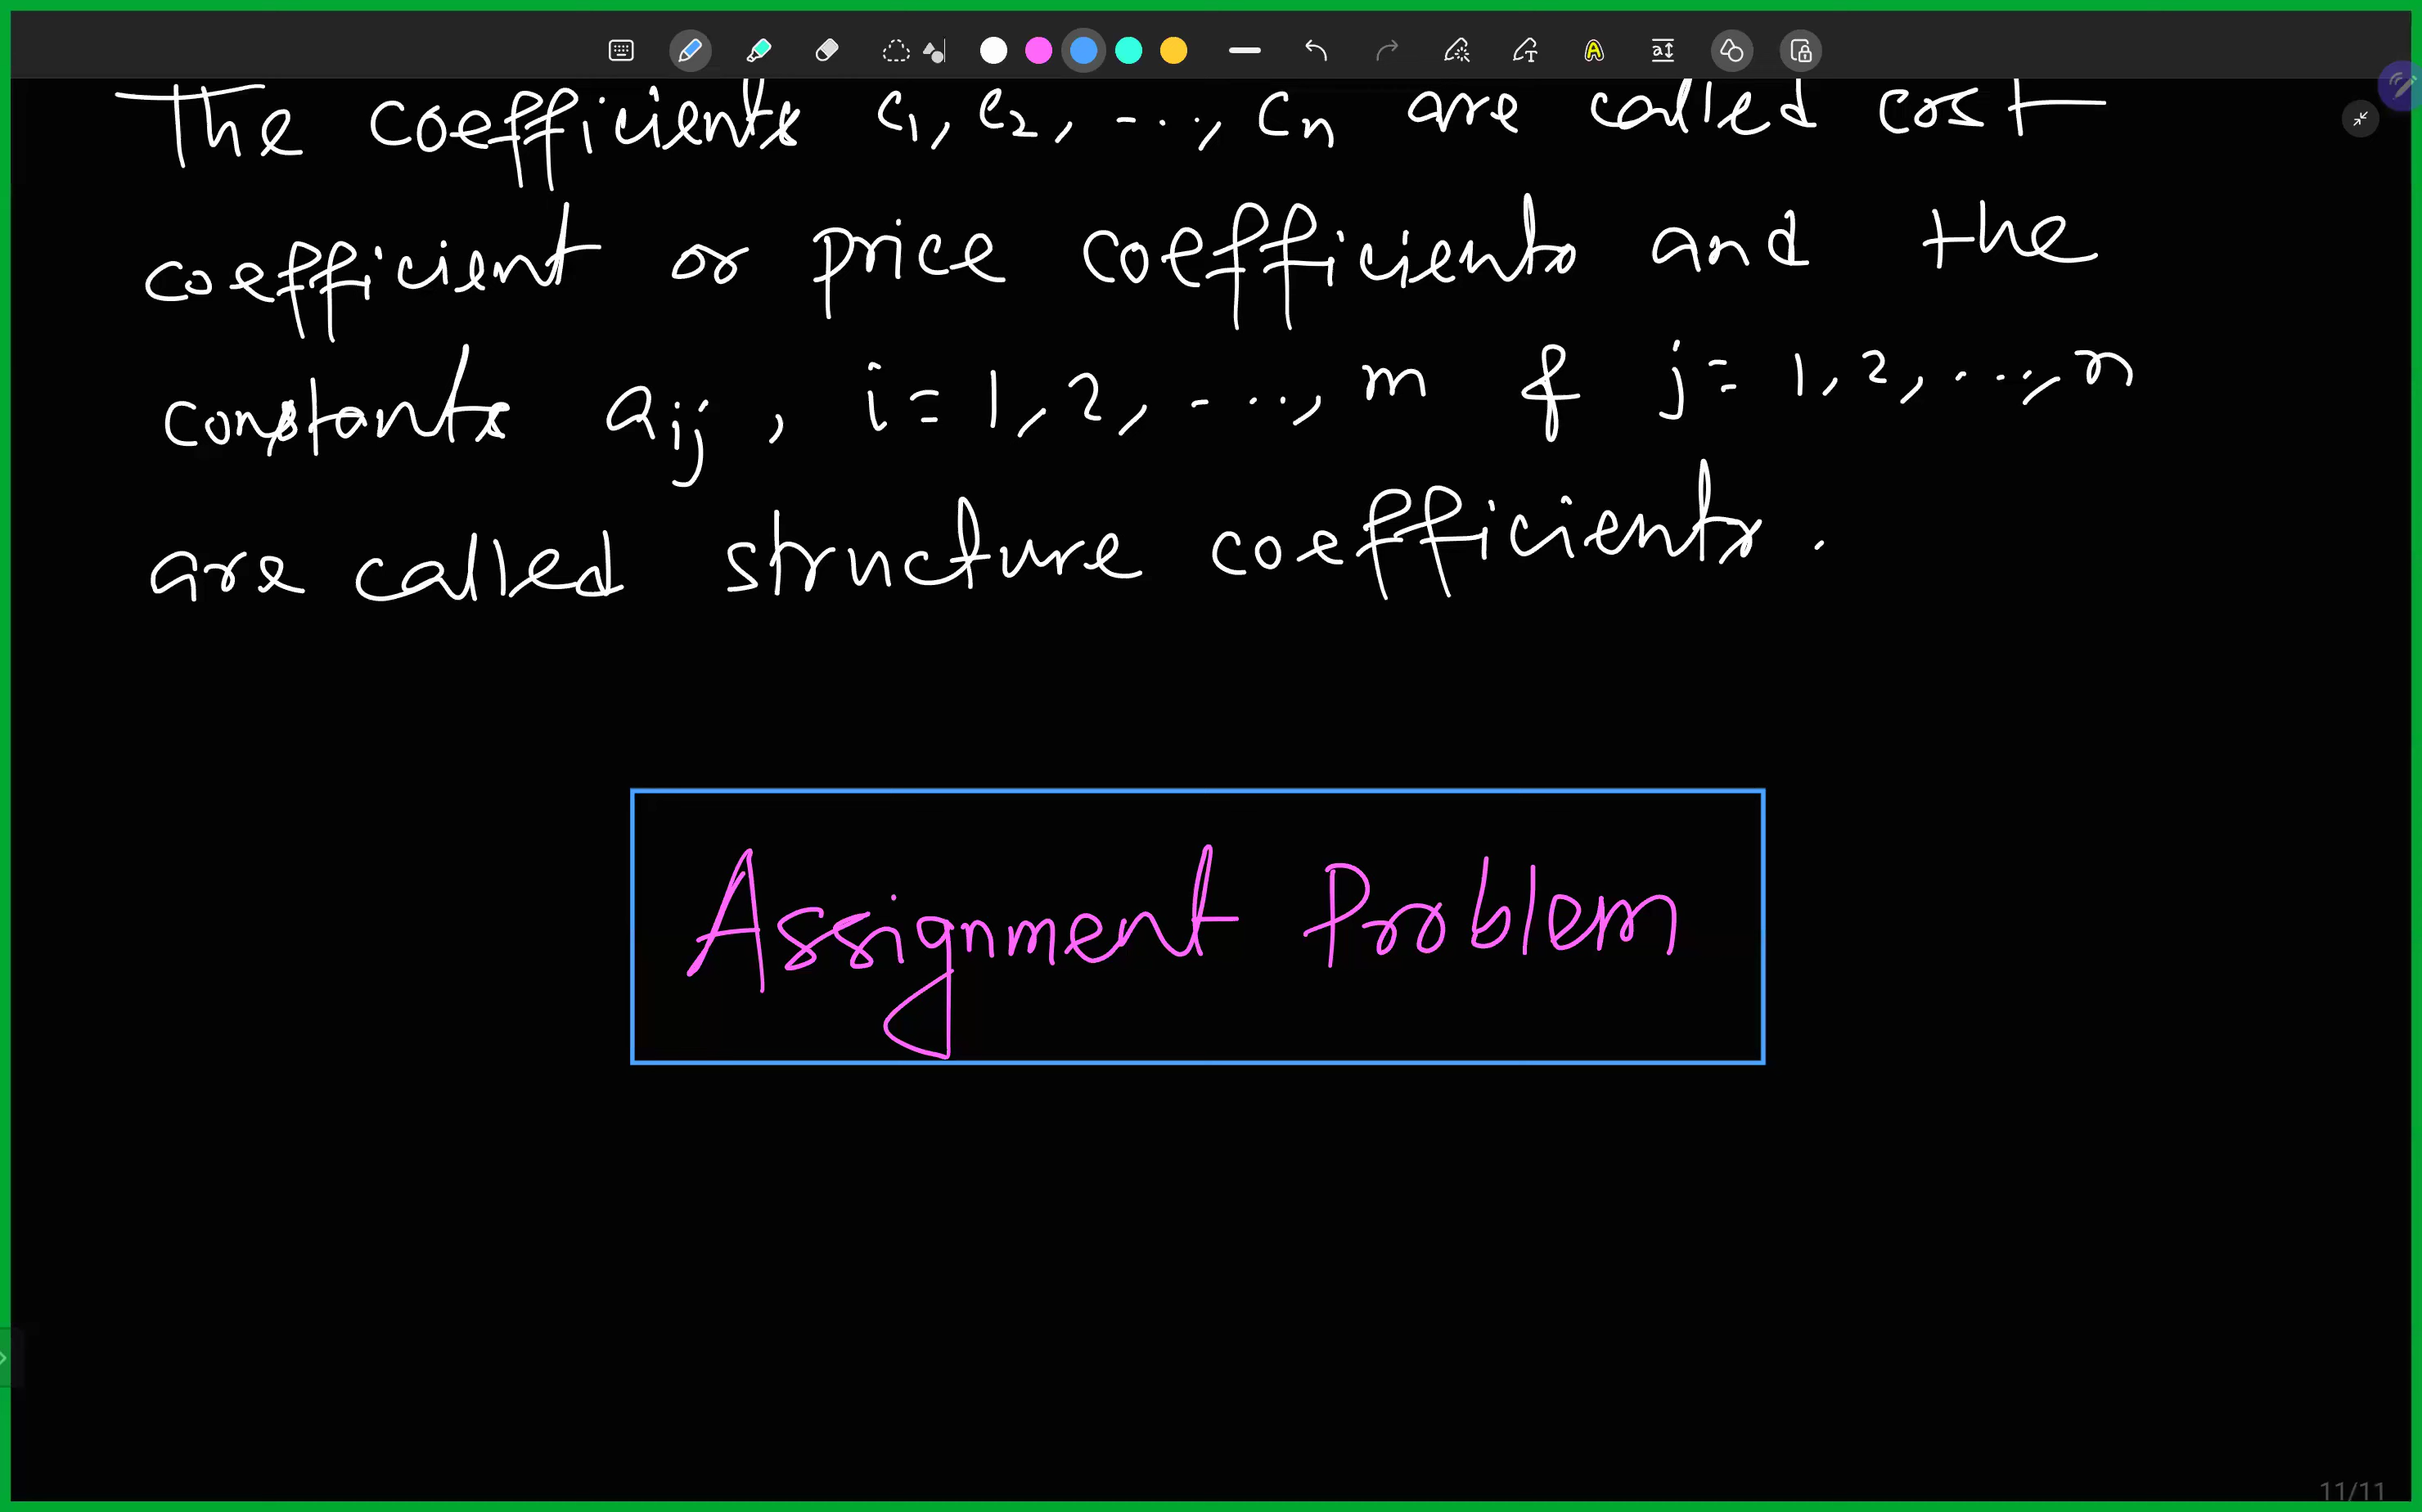 The coefficients c₁, c₂, ---, cₙ are called cost
coefficient or price coefficients and the
constants aᵢⱼ, i = 1, 2, ---, m & j = 1, 2, ---, n
are called structure coefficients.
Assignment Problem
11/11